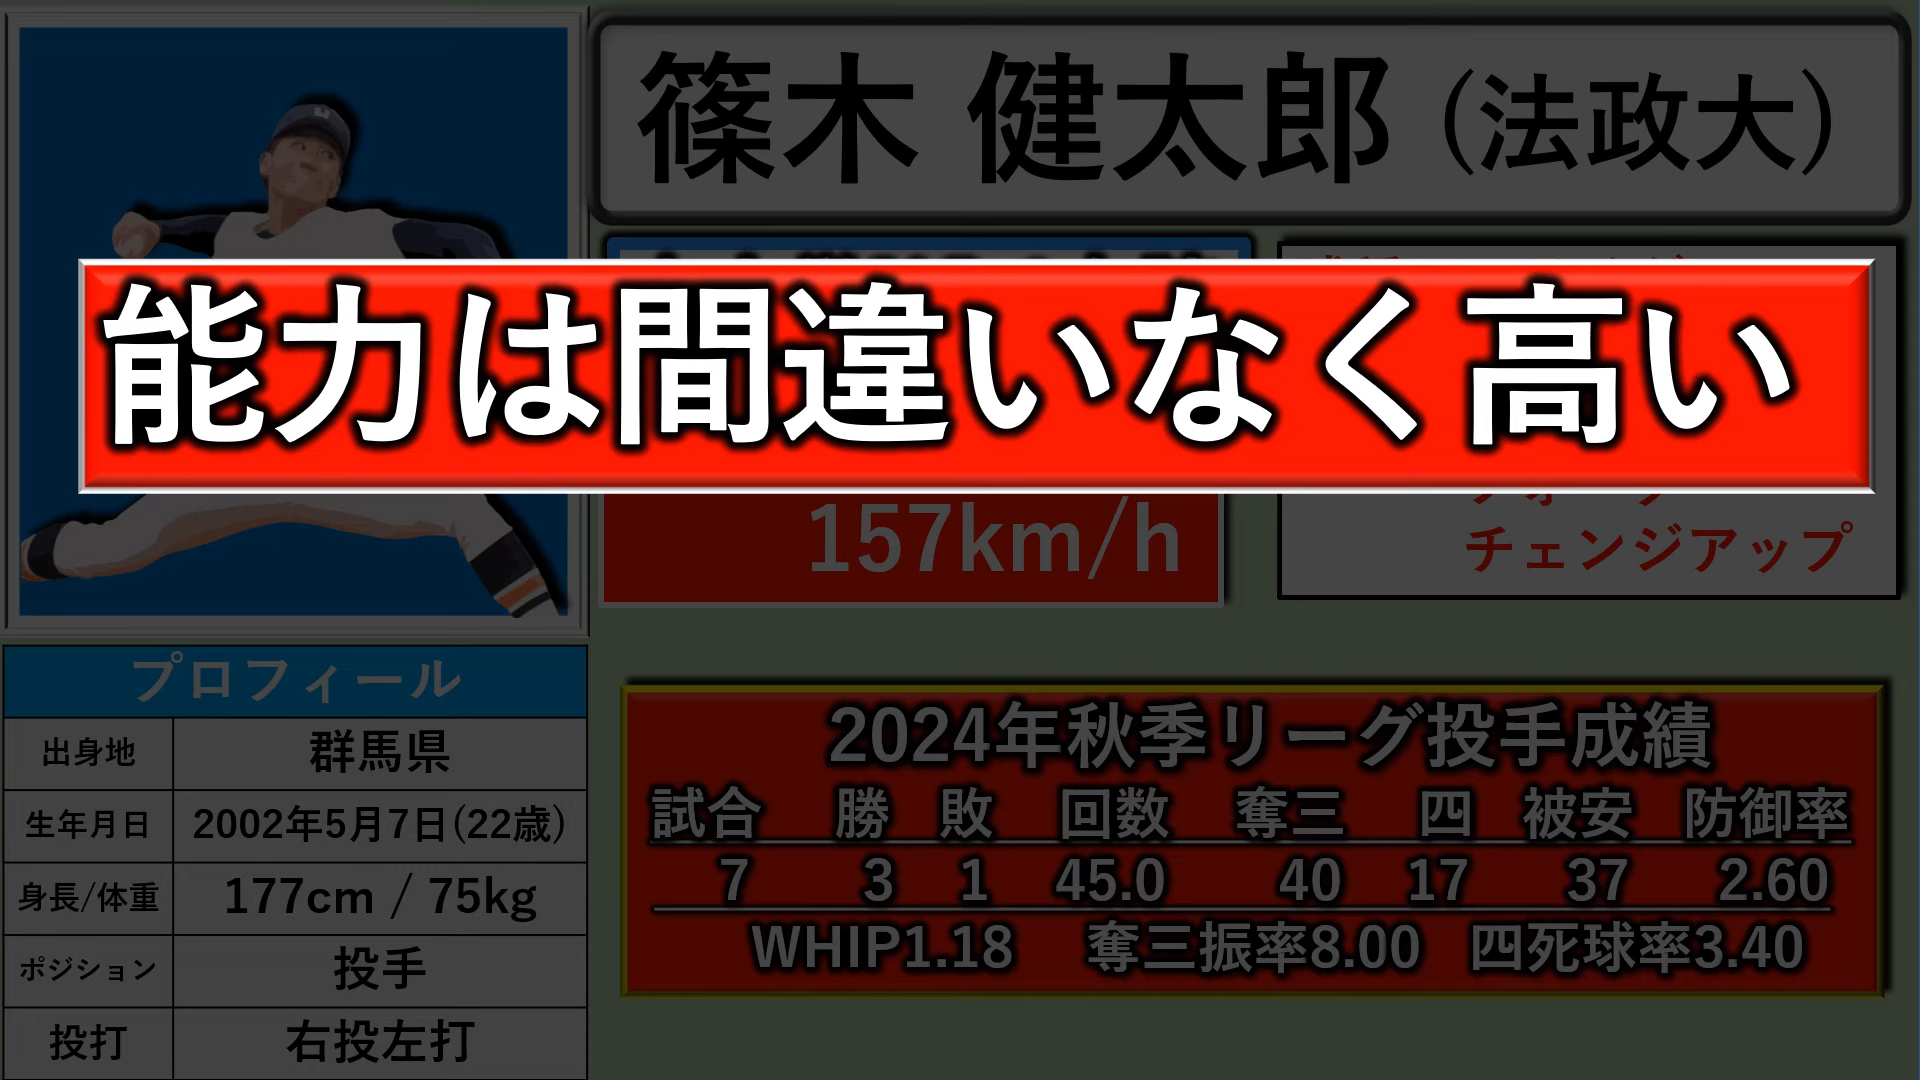 篠木 健太郎（法政大）
能力は間違いなく高い
157km/h
チェンジアップ
プロフィール
出身地 群馬県
生年月日 2002年5月7日(22歳)
身長/体重 177cm / 75kg
ポジション 投手
投打 右投左打
2024年秋季リーグ投手成績
試合 勝 敗 回数 奪三 四 被安 防御率
7 3 1 45.0 40 17 37 2.60
WHIP1.18 奪三振率8.00 四死球率3.40